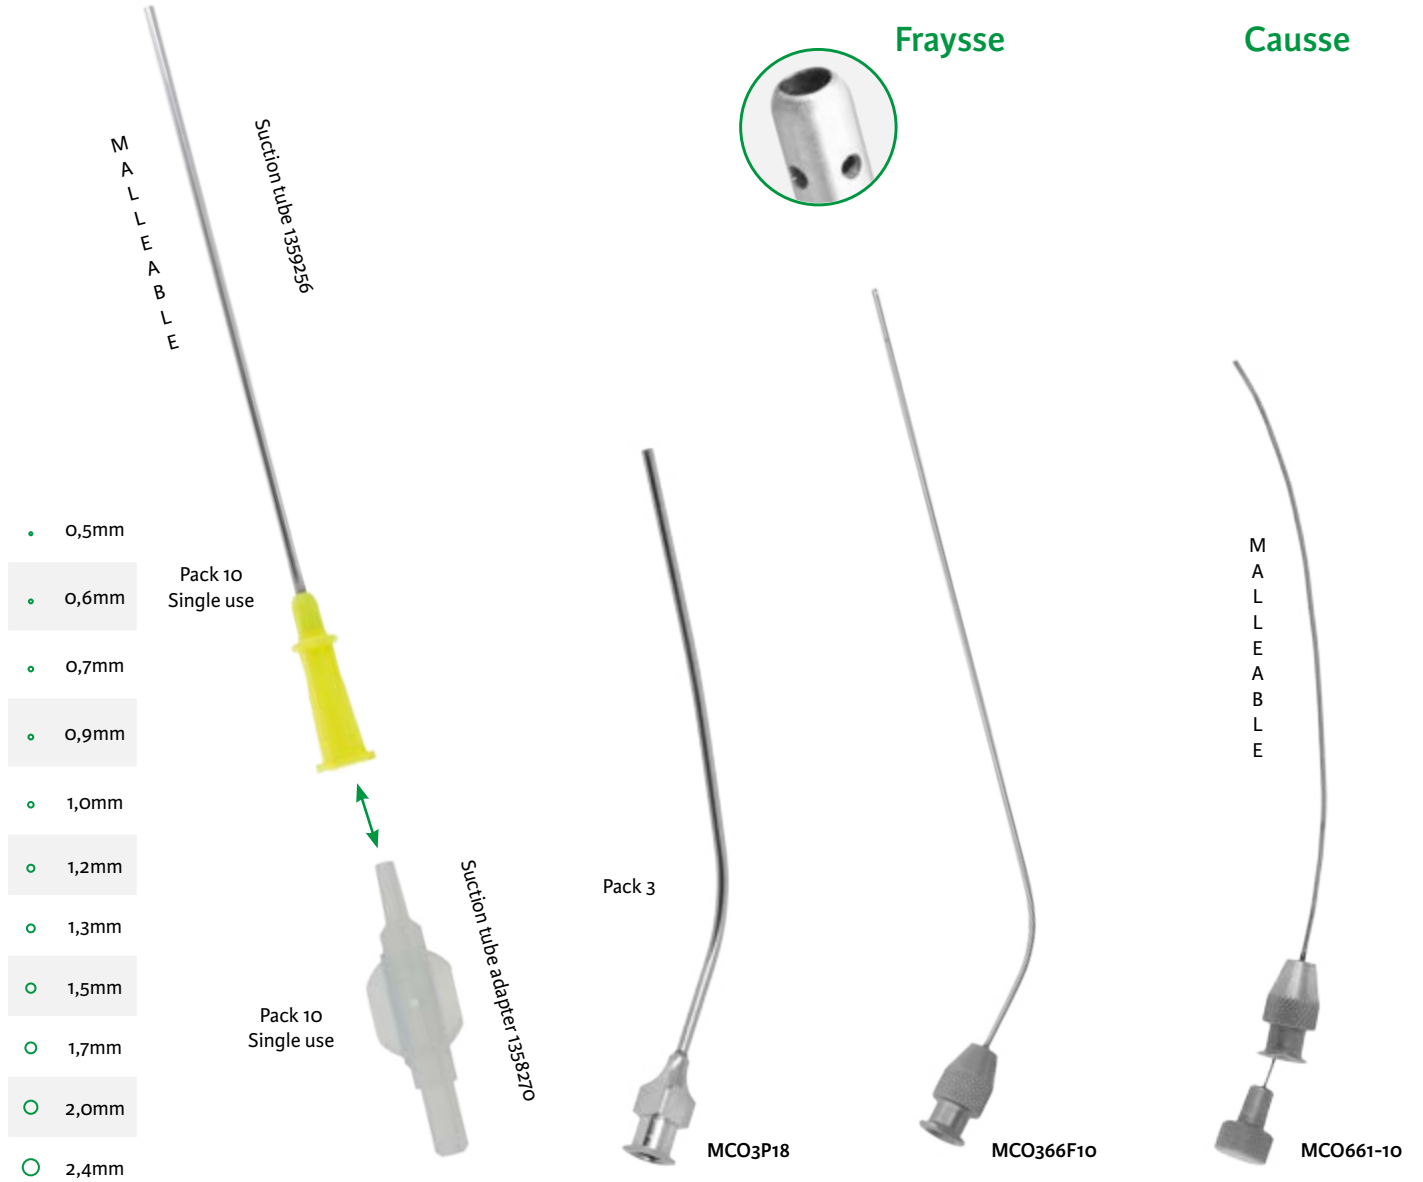 Fraysse
Causse
MALLEABLE
Suction tube 1359256
0,5mm
0,6mm
0,7mm
0,9mm
1,0mm
1,2mm
1,3mm
1,5mm
1,7mm
2,0mm
2,4mm
Pack 10
Single use
Suction tube adapter 1358270
Pack 10
Single use
Pack 3
MCO3P18
MCO366F10
MALLEABLE
MCO661-10